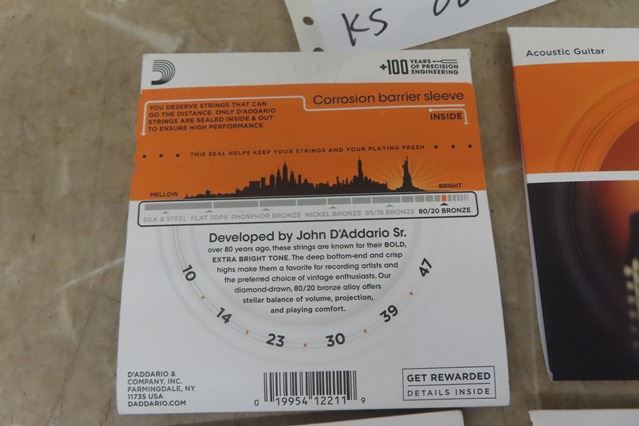 KS
+100 YEARS
OF PRECISION
ENGINEERING
Acoustic Guitar
YOU DESERVE STRINGS THAT CAN
GO THE DISTANCE. ONLY D'ADDARIO
STRINGS ARE SEALED INSIDE & OUT
TO ENSURE HIGH PERFORMANCE.
Corrosion barrier sleeve
INSIDE
• • • THIS SEAL HELPS KEEP YOUR STRINGS AND YOUR PLAYING FRESH • • •
MELLOW
BRIGHT
SILK & STEEL FLAT TOPS PHOSPHOR BRONZE NICKEL BRONZE 85/15 BRONZE 80/20 BRONZE
Developed by John D'Addario Sr.
over 80 years ago, these strings are known for their BOLD,
EXTRA BRIGHT TONE. The deep bottom-end and crisp
highs make them a favorite for recording artists and
the preferred choice of vintage enthusiasts. Our
diamond-drawn, 80/20 bronze alloy offers
stellar balance of volume, projection,
and playing comfort.
10 • 14 • 23 • 30 • 39 • 47
D'ADDARIO &
COMPANY, INC.
FARMINGDALE, NY
11735 USA
DADDARIO.COM
0 19954 12211 9
GET REWARDED
DETAILS INSIDE